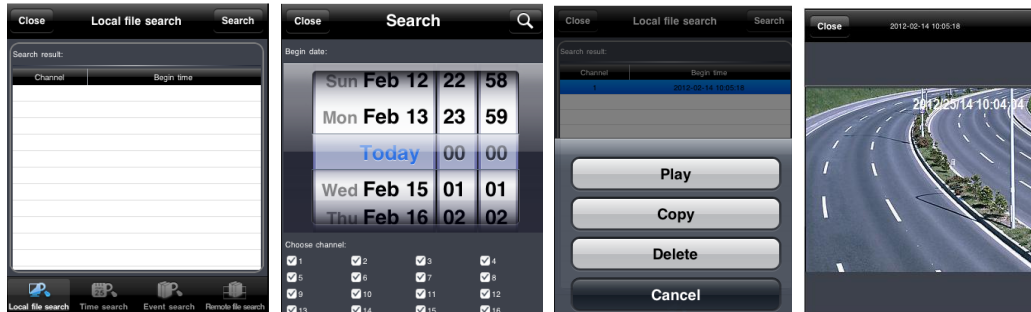 Close Local file search Search
Search result:
Channel Begin time
Local file search Time search Event search Remote file search
Close Search
Begin date:
Sun Feb 12 22 58
Mon Feb 13 23 59
Today 00 00
Wed Feb 15 01 01
Thu Feb 16 02 02
Choose channel:
1 2 3 4
5 6 7 8
9 10 11 12
13 14 15 16
Close Local file search Search
Search result:
Channel Begin time
1 2012-02-14 10:05:18
Play
Copy
Delete
Cancel
Close 2012-02-14 10:05:18
2012/25/14 10:04:04